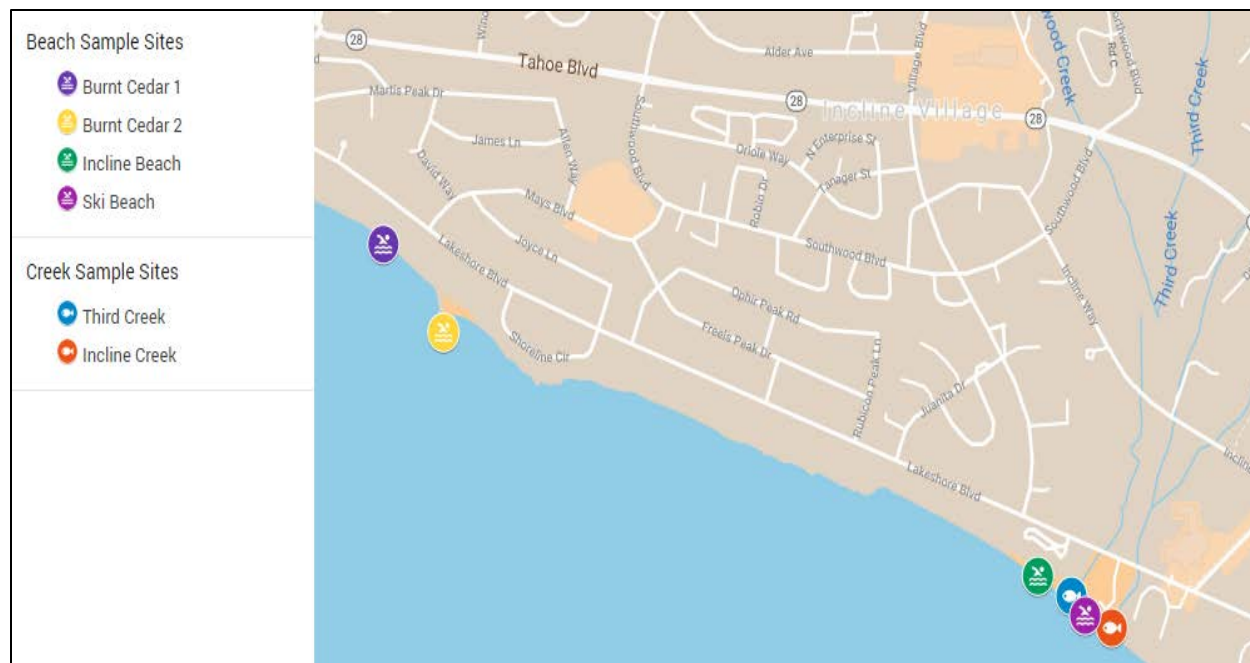 Beach Sample Sites
Burnt Cedar 1
Burnt Cedar 2
Incline Beach
Ski Beach
Creek Sample Sites
Third Creek
Incline Creek
28
Tahoe Blvd
Alder Ave
Village Blvd
wood Creek
orthwood Blvd
Rd C
Third Creek
28
Incline Village
28
Martis Peak Dr
James Ln
Allen Way
Southwood Blvd
Oriole Way
N Enterprise St
Tanager St
Robin Dr
David Way
Mays Blvd
Joyce Ln
Lakeshore Blvd
Southwood Blvd
Southwood Blvd
Third Creek
Incline Way
Ophir Peak Rd
Freels Peak Dr
Shoreline Cir
Rubicon Peak Ln
Juanita Dr
Lakeshore Blvd
Incline